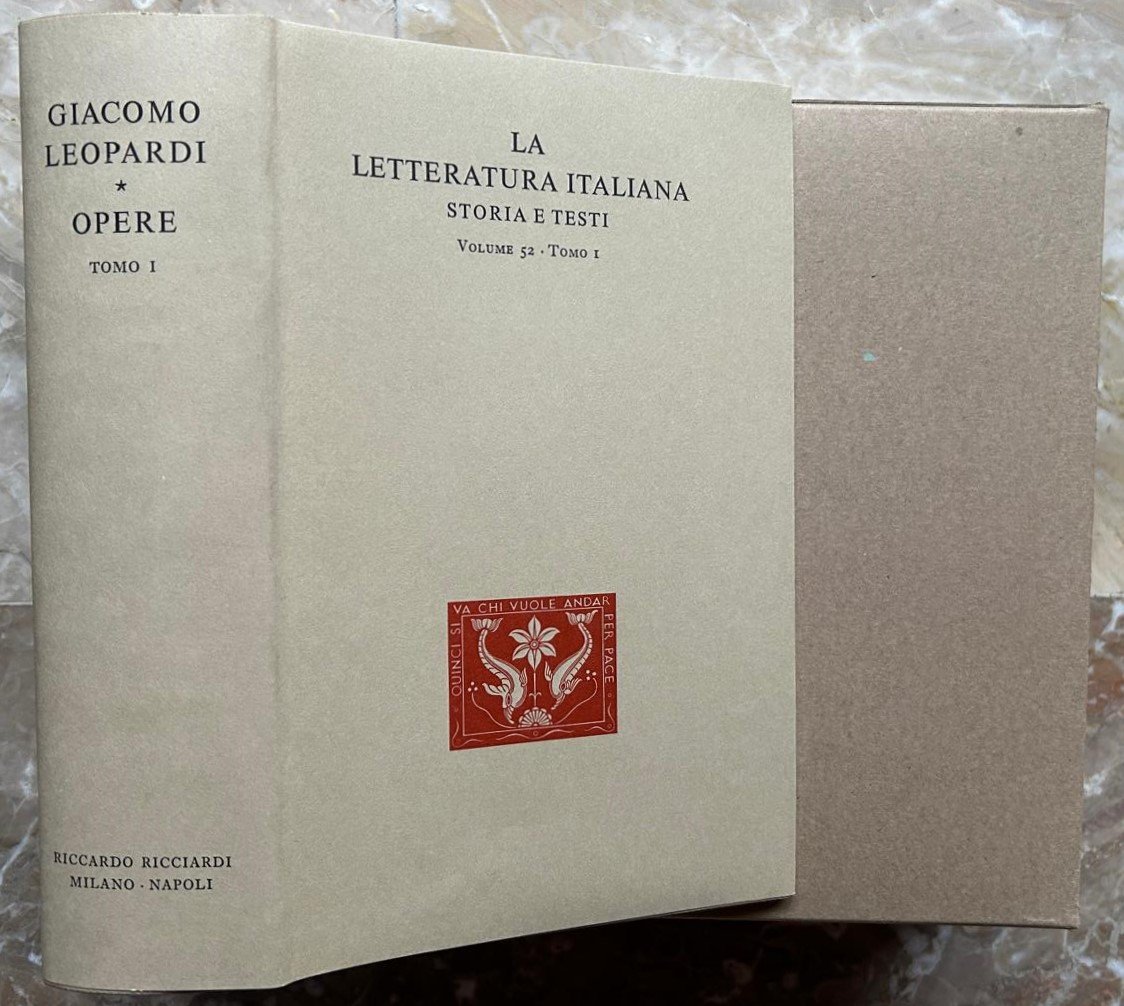 GIACOMO
LEOPARDI
*
OPERE
TOMO I
RICCARDO RICCIARDI
MILANO · NAPOLI
LA
LETTERATURA ITALIANA
STORIA E TESTI
VOLUME 52 · TOMO I
QUINCI SI
VA CHI VUOLE ANDAR
PER PACE